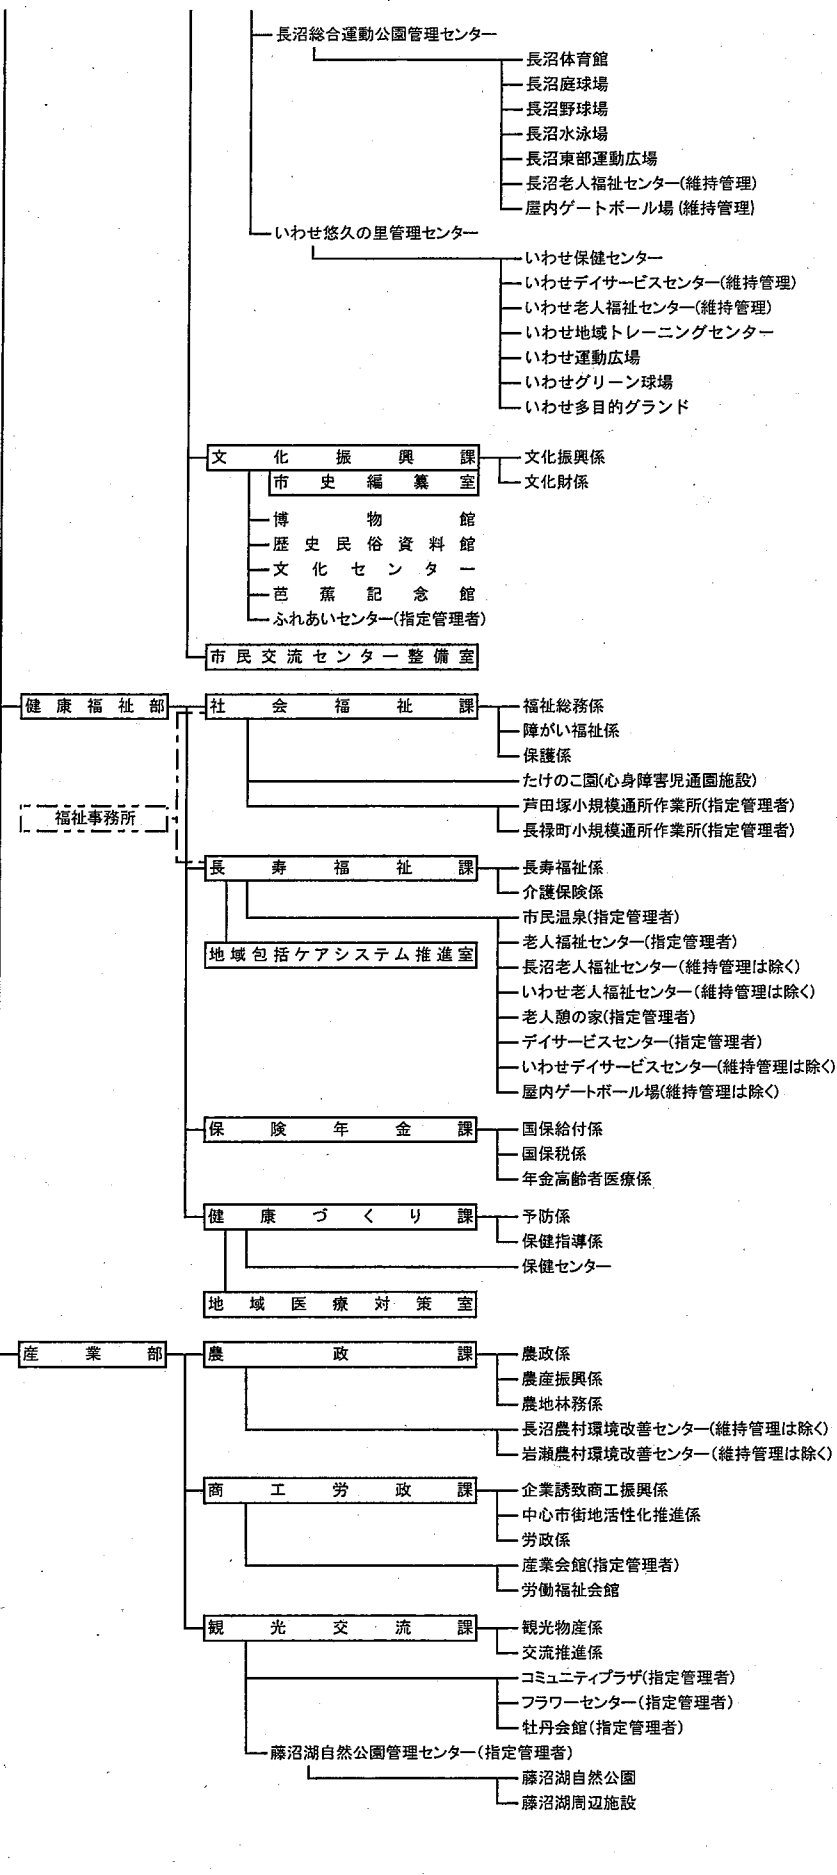 長沼総合運動公園管理センター
長沼体育館
長沼庭球場
長沼野球場
長沼水泳場
長沼東部運動広場
長沼老人福祉センター(維持管理)
屋内ゲートボール場(維持管理)
いわせ悠久の里管理センター
いわせ保健センター
いわせデイサービスセンター(維持管理)
いわせ老人福祉センター(維持管理)
いわせ地域トレーニングセンター
いわせ運動広場
いわせグリーン球場
いわせ多目的グランド
文化振興課
文化振興係
市史編纂室
文化財係
博物館
歴史民俗資料館
文化センター
芭蕉記念館
ふれあいセンター(指定管理者)
市民交流センター整備室
健康福祉部
社会福祉課
福祉総務係
障がい福祉係
保護係
たけのこ園(心身障害児通園施設)
芦田塚小規模通所作業所(指定管理者)
福祉事務所
長禄町小規模通所作業所(指定管理者)
長寿福祉課
長寿福祉係
介護保険係
市民温泉(指定管理者)
老人福祉センター(指定管理者)
地域包括ケアシステム推進室
長沼老人福祉センター(維持管理は除く)
いわせ老人福祉センター(維持管理は除く)
老人憩の家(指定管理者)
デイサービスセンター(指定管理者)
いわせデイサービスセンター(維持管理は除く)
屋内ゲートボール場(維持管理は除く)
保険年金課
国保給付係
国保税係
年金高齢者医療係
健康づくり課
予防係
保健指導係
保健センター
地域医療対策室
産業部
農政課
農政係
農産振興係
農地林務係
長沼農村環境改善センター(維持管理は除く)
岩瀬農村環境改善センター(維持管理は除く)
商工労政課
企業誘致商工振興係
中心市街地活性化推進係
労政係
産業会館(指定管理者)
労働福祉会館
観光交流課
観光物産係
交流推進係
コミュニティプラザ(指定管理者)
フラワーセンター(指定管理者)
牡丹会館(指定管理者)
藤沼湖自然公園管理センター(指定管理者)
藤沼湖自然公園
藤沼湖周辺施設